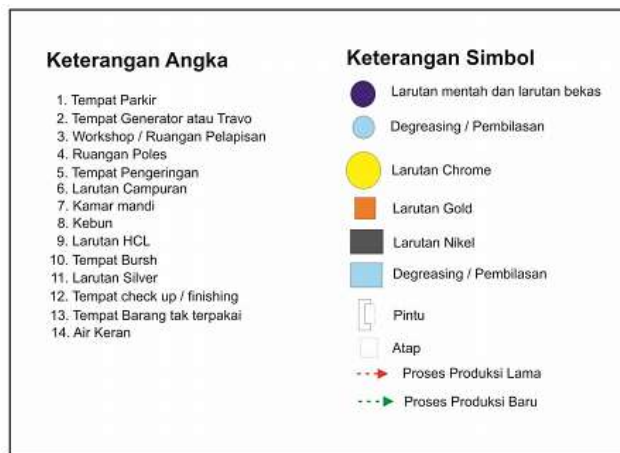 Keterangan Angka
1. Tempat Parkir
2. Tempat Generator atau Travo
3. Workshop / Ruangan Pelapisan
4. Ruangan Poles
5. Tempat Pengeringan
6. Larutan Campuran
7. Kamar mandi
8. Kebun
9. Larutan HCL
10. Tempat Bursh
11. Larutan Silver
12. Tempat check up / finishing
13. Tempat Barang tak terpakai
14. Air Keran
Keterangan Simbol
Larutan mentah dan larutan bekas
Degreasing / Pembilasan
Larutan Chrome
Larutan Gold
Larutan Nikel
Degreasing / Pembilasan
Pintu
Atap
Proses Produksi Lama
Proses Produksi Baru